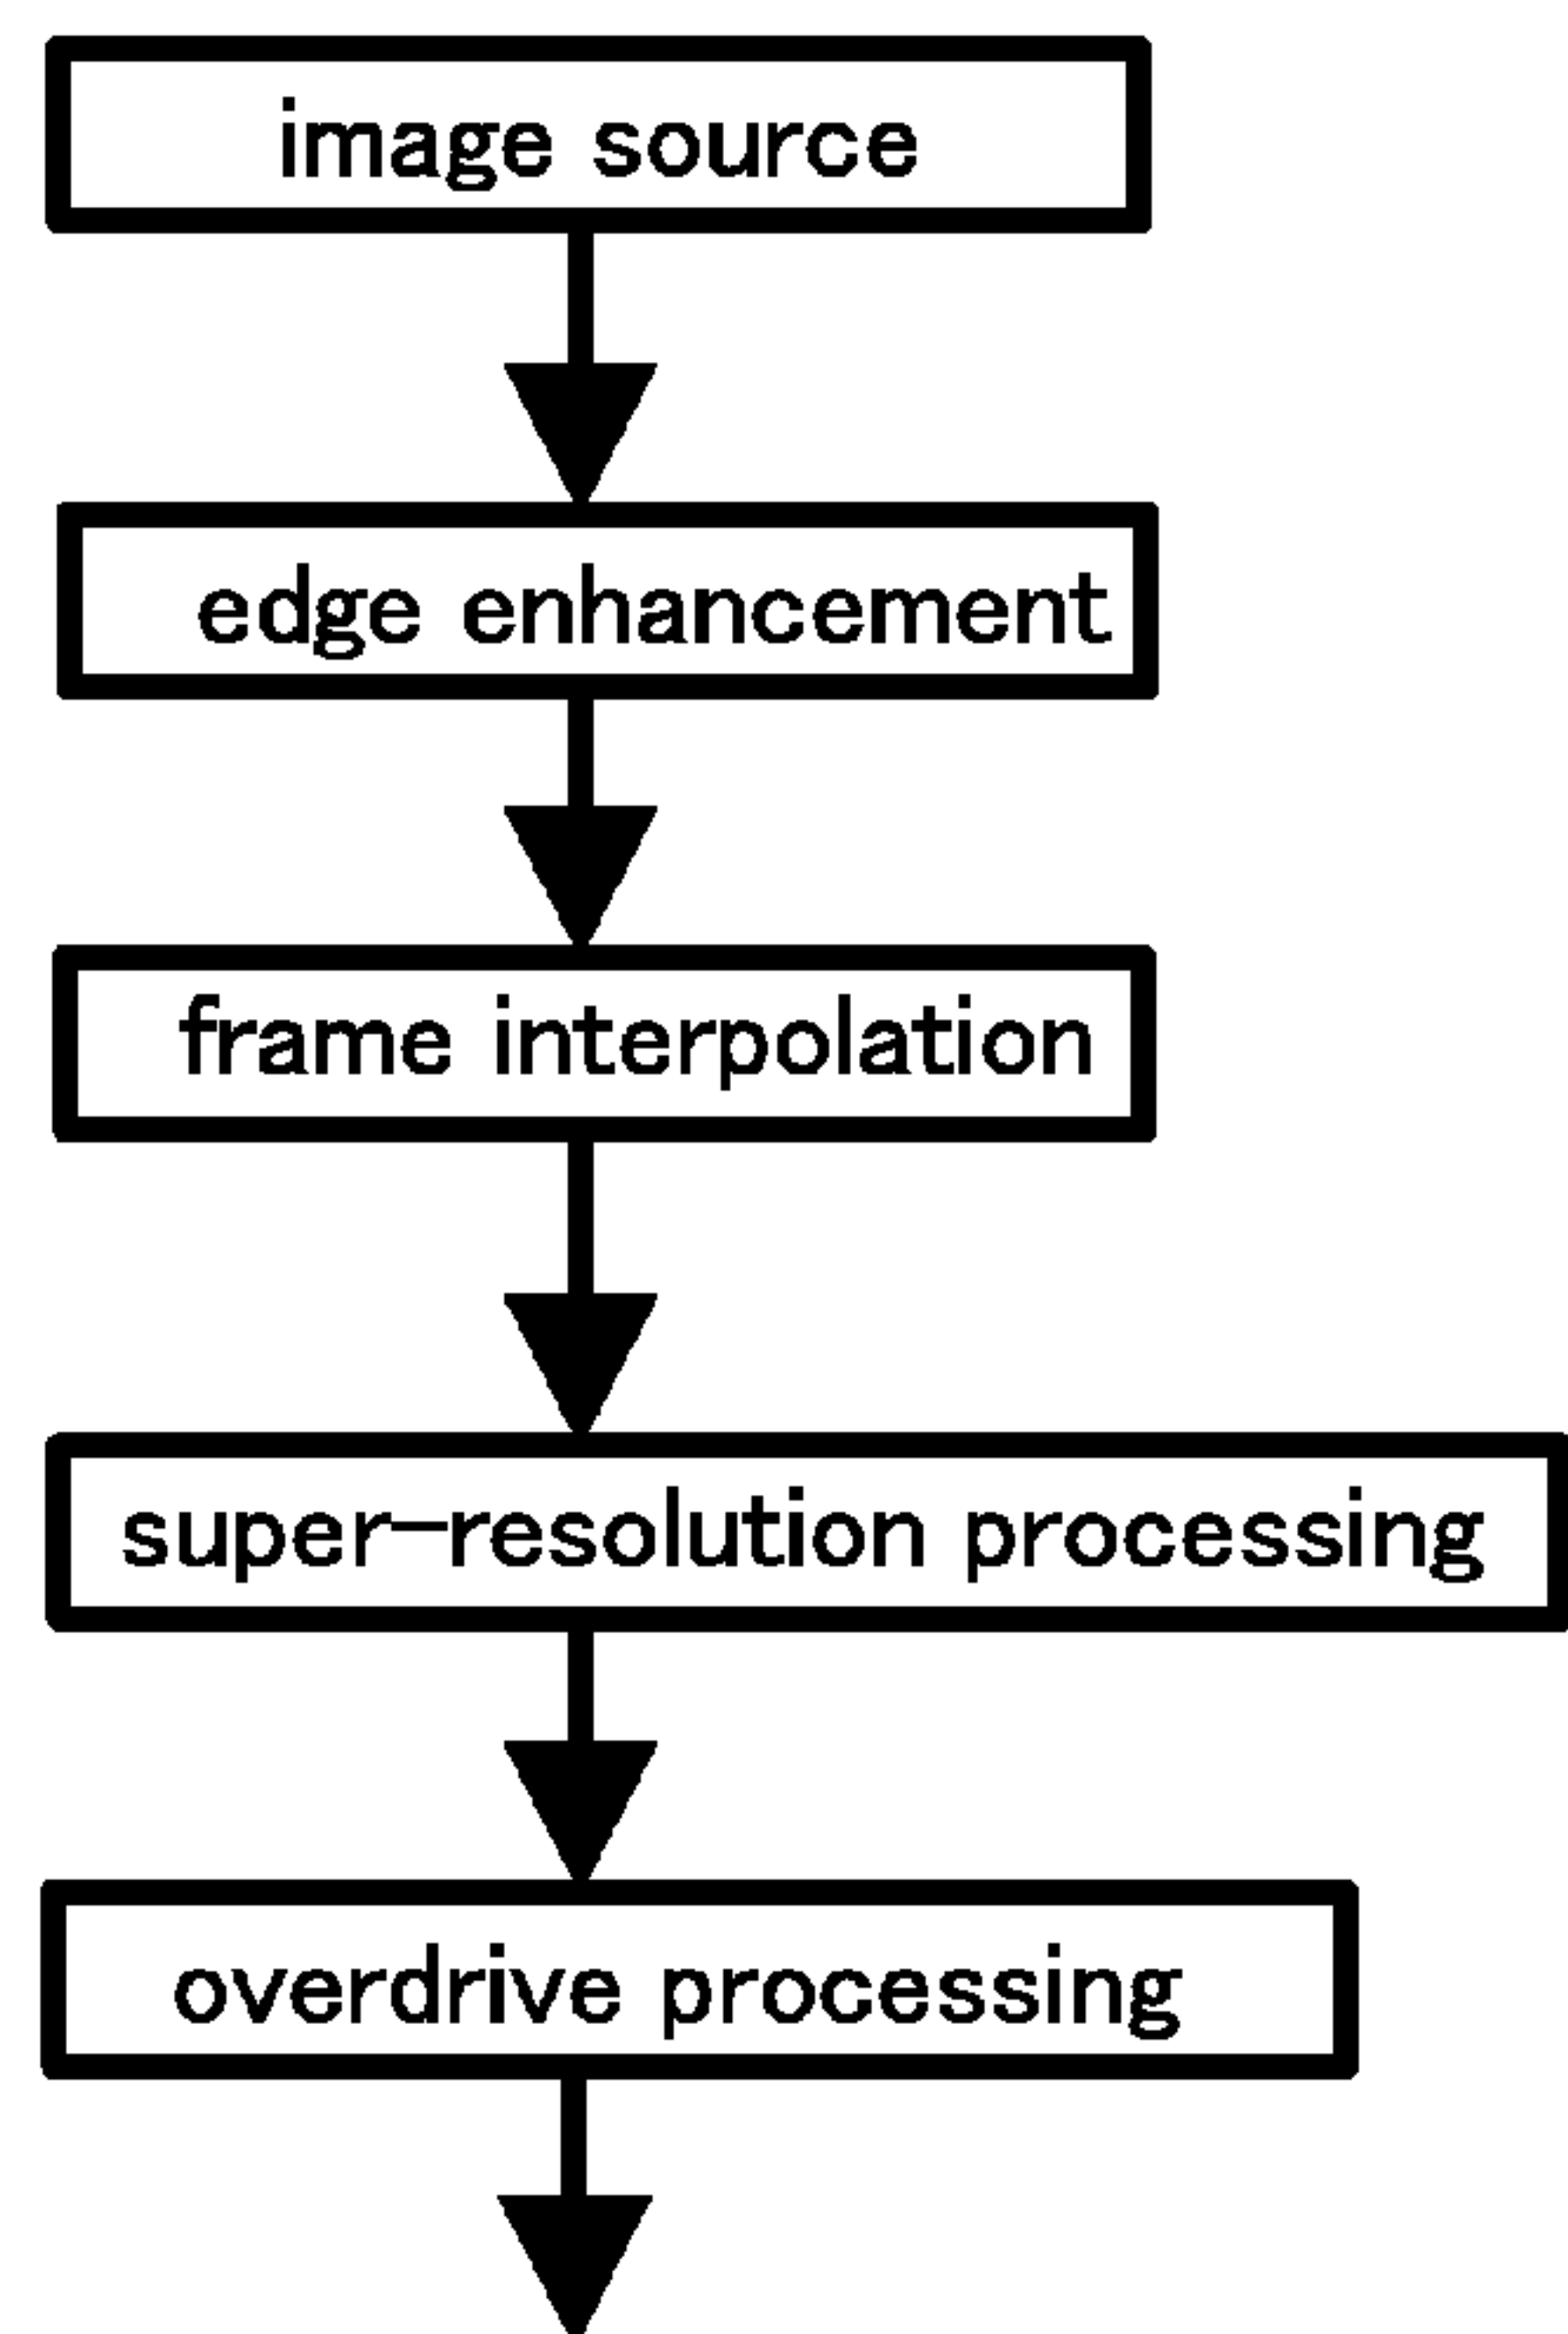 image source
edge enhancement
frame interpolation
super-resolution processing
overdrive processing